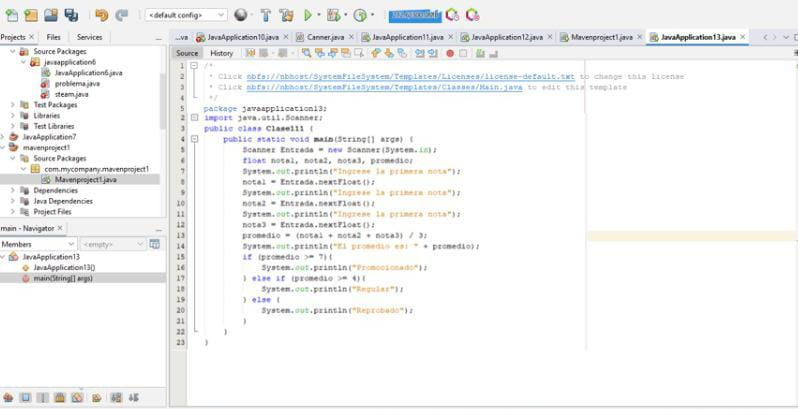 <default config>
Projects × Files Services
Source Packages
javaapplication6
JavaApplication6.java
problema.java
steam.java
Test Packages
Libraries
Test Libraries
JavaApplication7
mavenproject1
Source Packages
com.mycompany.mavenproject1
Mavenproject1.java
Dependencies
Java Dependencies
Project Files
main - Navigator ×
Members <empty>
JavaApplication13
JavaApplication13()
main(String[] args)
...va JavaApplication10.java × Canner.java × JavaApplication11.java × JavaApplication12.java × Mavenproject1.java × JavaApplication13.java ×
Source History
1 /*
2 * Click nbfs://nbhost/SystemFileSystem/Templates/Licenses/license-default.txt to change this license
3 * Click nbfs://nbhost/SystemFileSystem/Templates/Classes/Main.java to edit this template
4 */
5 package javaapplication13;
2 import java.util.Scanner;
3 public class Clase111 {
4 public static void main(String[] args) {
5 Scanner Entrada = new Scanner(System.in);
6 float nota1, nota2, nota3, promedio;
7 System.out.println("Ingrese la primera nota");
8 nota1 = Entrada.nextFloat();
9 System.out.println("Ingrese la primera nota");
10 nota2 = Entrada.nextFloat();
11 System.out.println("Ingrese la primera nota");
12 nota3 = Entrada.nextFloat();
13 promedio = (nota1 + nota2 + nota3) / 3;
14 System.out.println("El promedio es: " + promedio);
15 if (promedio >= 7){
16 System.out.println("Promocionado");
17 } else if (promedio >= 4){
18 System.out.println("Regular");
19 } else {
20 System.out.println("Reprobado");
21 }
22 }
23 }